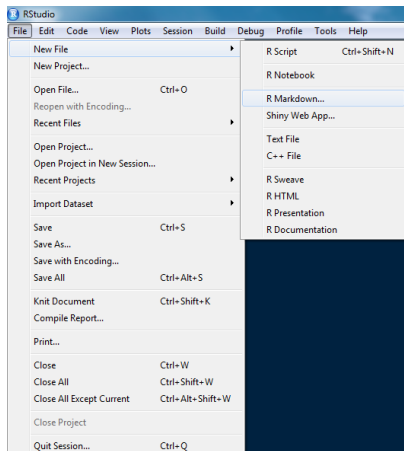 RStudio
File Edit Code View Plots Session Build Debug Profile Tools Help
New File
New Project...
Open File... Ctrl+O
Reopen with Encoding...
Recent Files
Open Project...
Open Project in New Session...
Recent Projects
Import Dataset
Save Ctrl+S
Save As...
Save with Encoding...
Save All Ctrl+Alt+S
Knit Document Ctrl+Shift+K
Compile Report...
Print...
Close Ctrl+W
Close All Ctrl+Shift+W
Close All Except Current Ctrl+Alt+Shift+W
Close Project
Quit Session... Ctrl+Q
R Script Ctrl+Shift+N
R Notebook
R Markdown...
Shiny Web App...
Text File
C++ File
R Sweave
R HTML
R Presentation
R Documentation